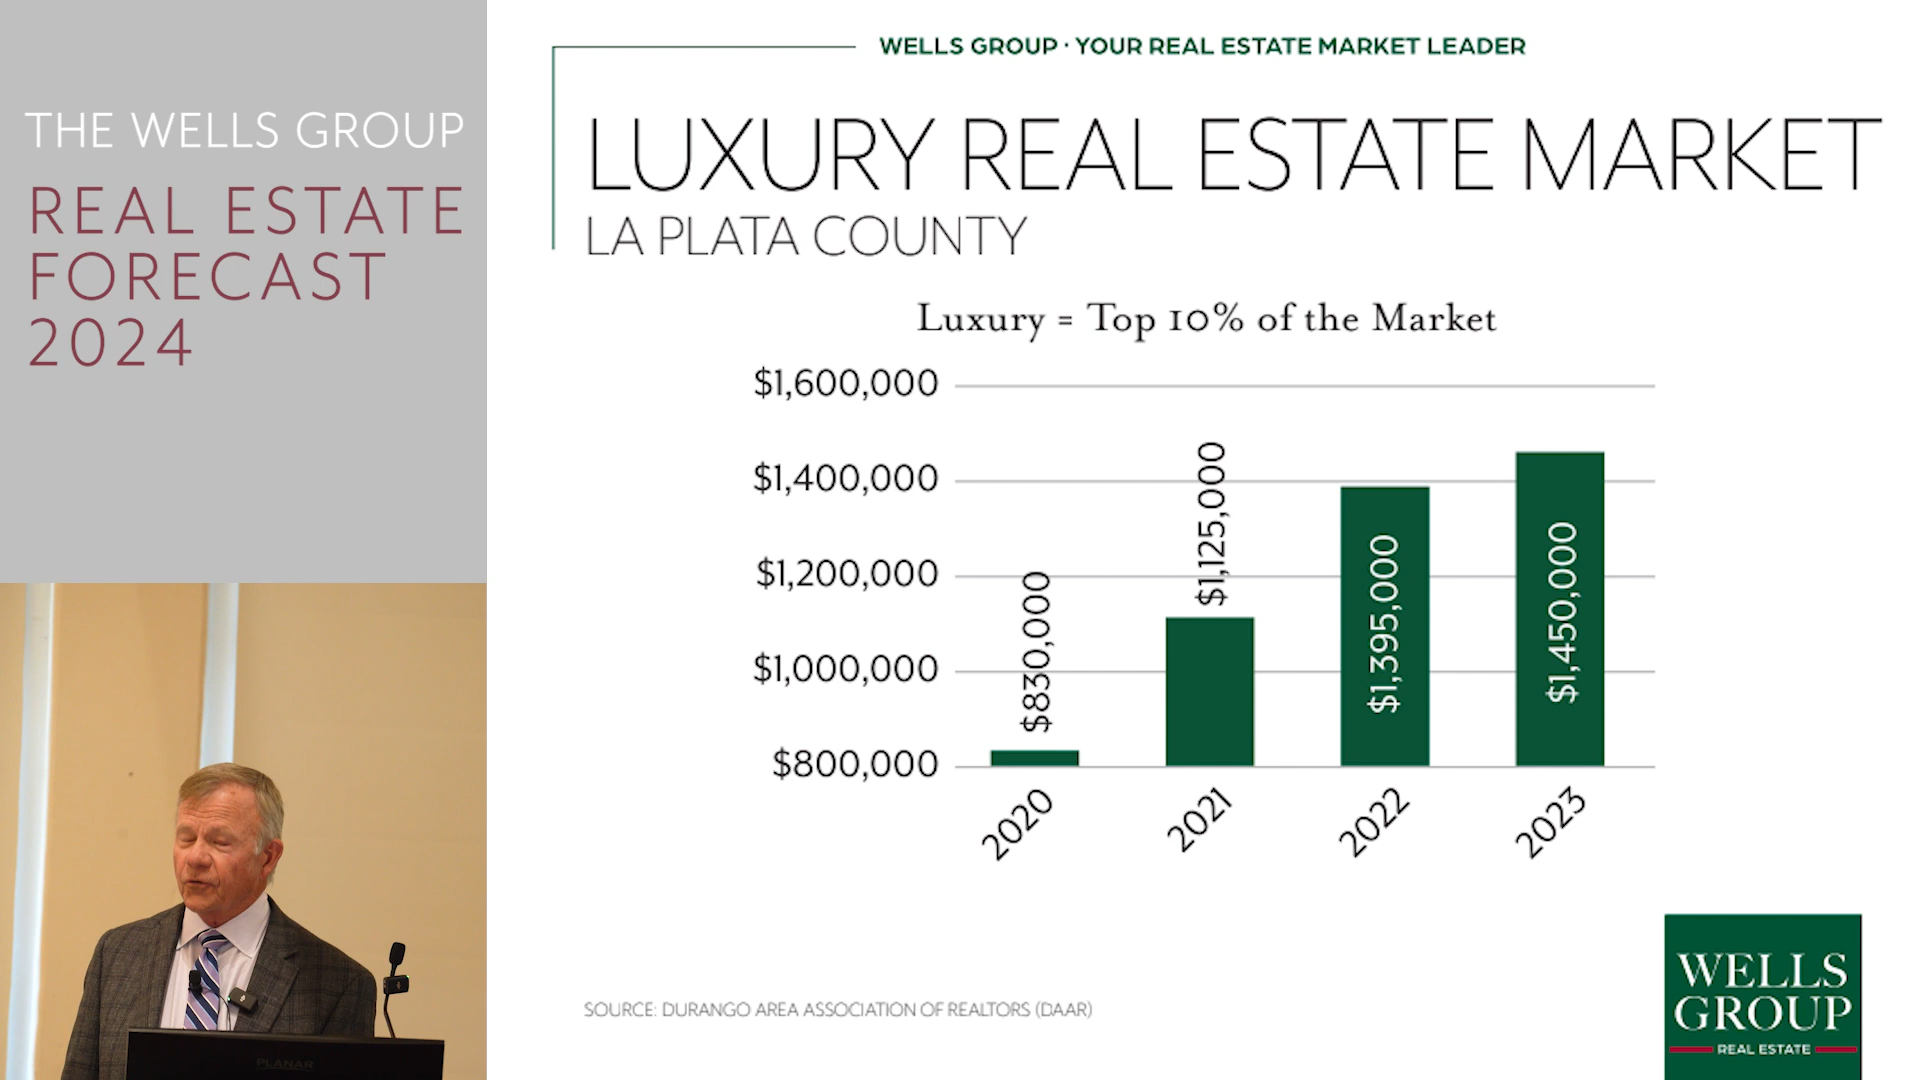 THE WELLS GROUP
REAL ESTATE
FORECAST
2024
WELLS GROUP · YOUR REAL ESTATE MARKET LEADER
LUXURY REAL ESTATE MARKET
LA PLATA COUNTY
Luxury = Top 10% of the Market
$1,600,000
$1,400,000
$1,200,000
$1,000,000
$800,000
$830,000
$1,125,000
$1,395,000
$1,450,000
2020
2021
2022
2023
SOURCE: DURANGO AREA ASSOCIATION OF REALTORS (DAAR)
WELLS
GROUP
REAL ESTATE
PLANAR